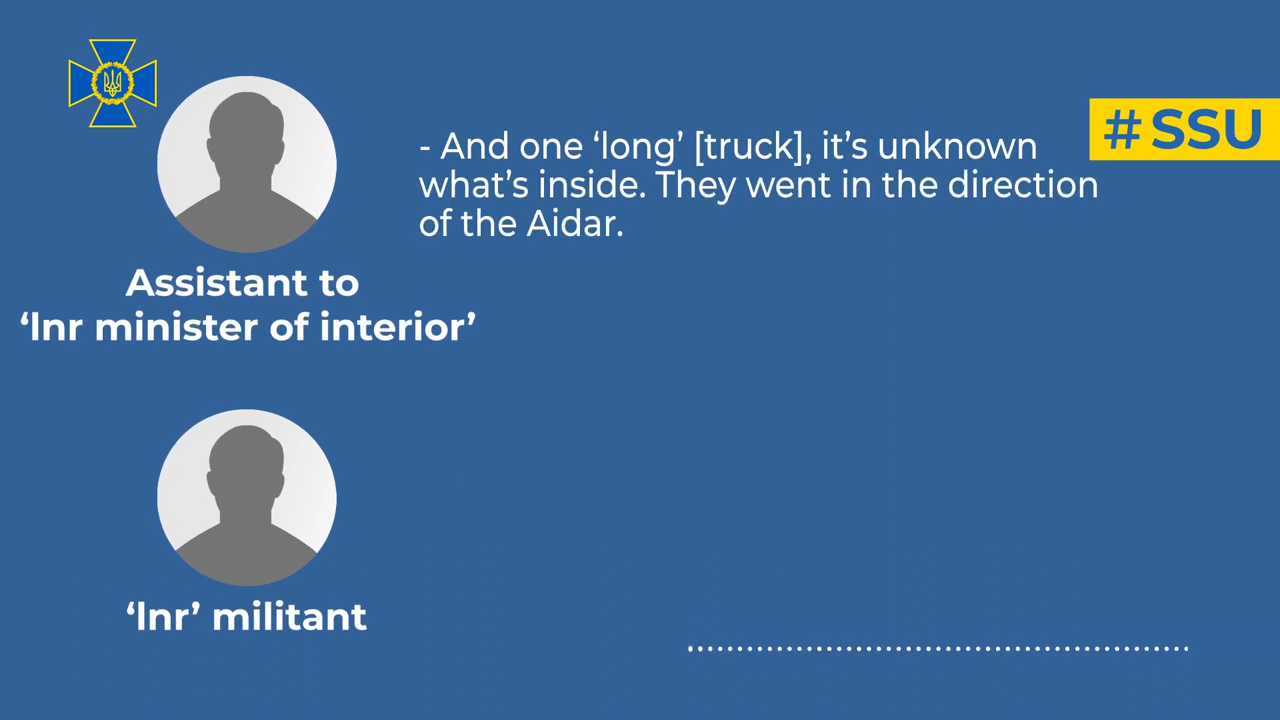 # SSU
- And one ‘long’ [truck], it’s unknown
what’s inside. They went in the direction
of the Aidar.
Assistant to
‘lnr minister of interior’
‘lnr’ militant